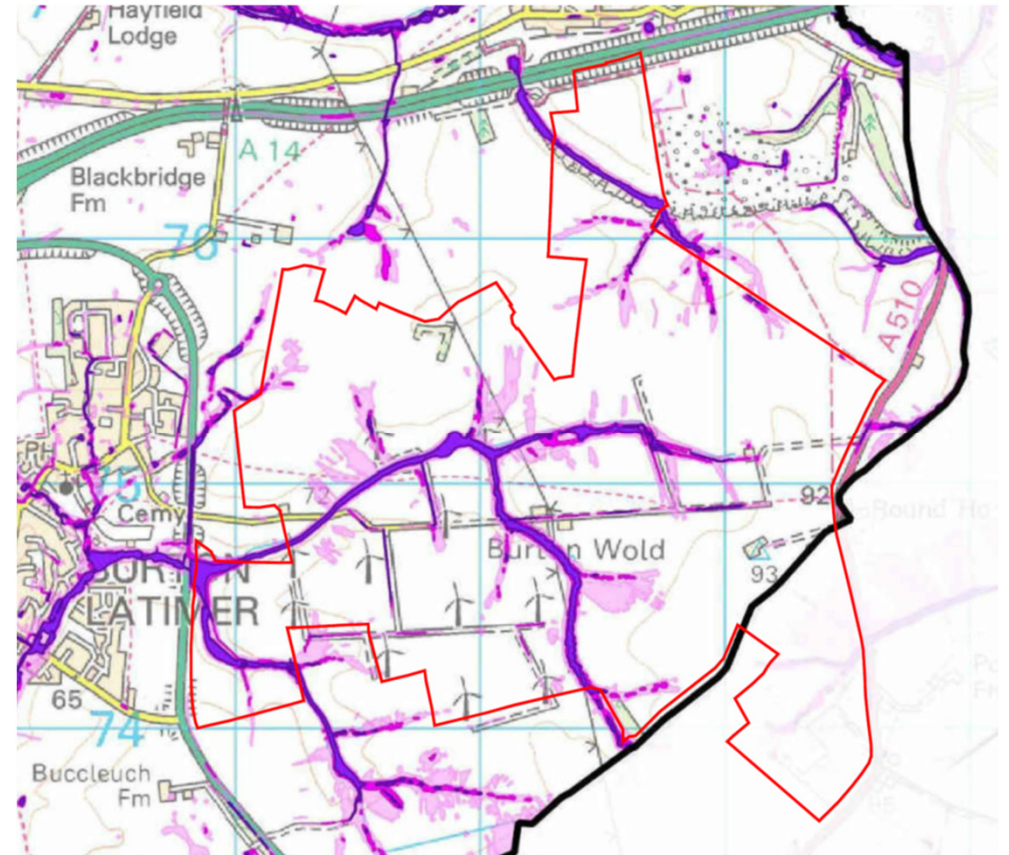 Hayfield
Lodge
A 14
Blackbridge
Fm
76
A510
PH
75
Cemy
72
92
Round Ho
Burton Wold
93
BURTON
LATIMER
65
74
Buccleuch
Fm